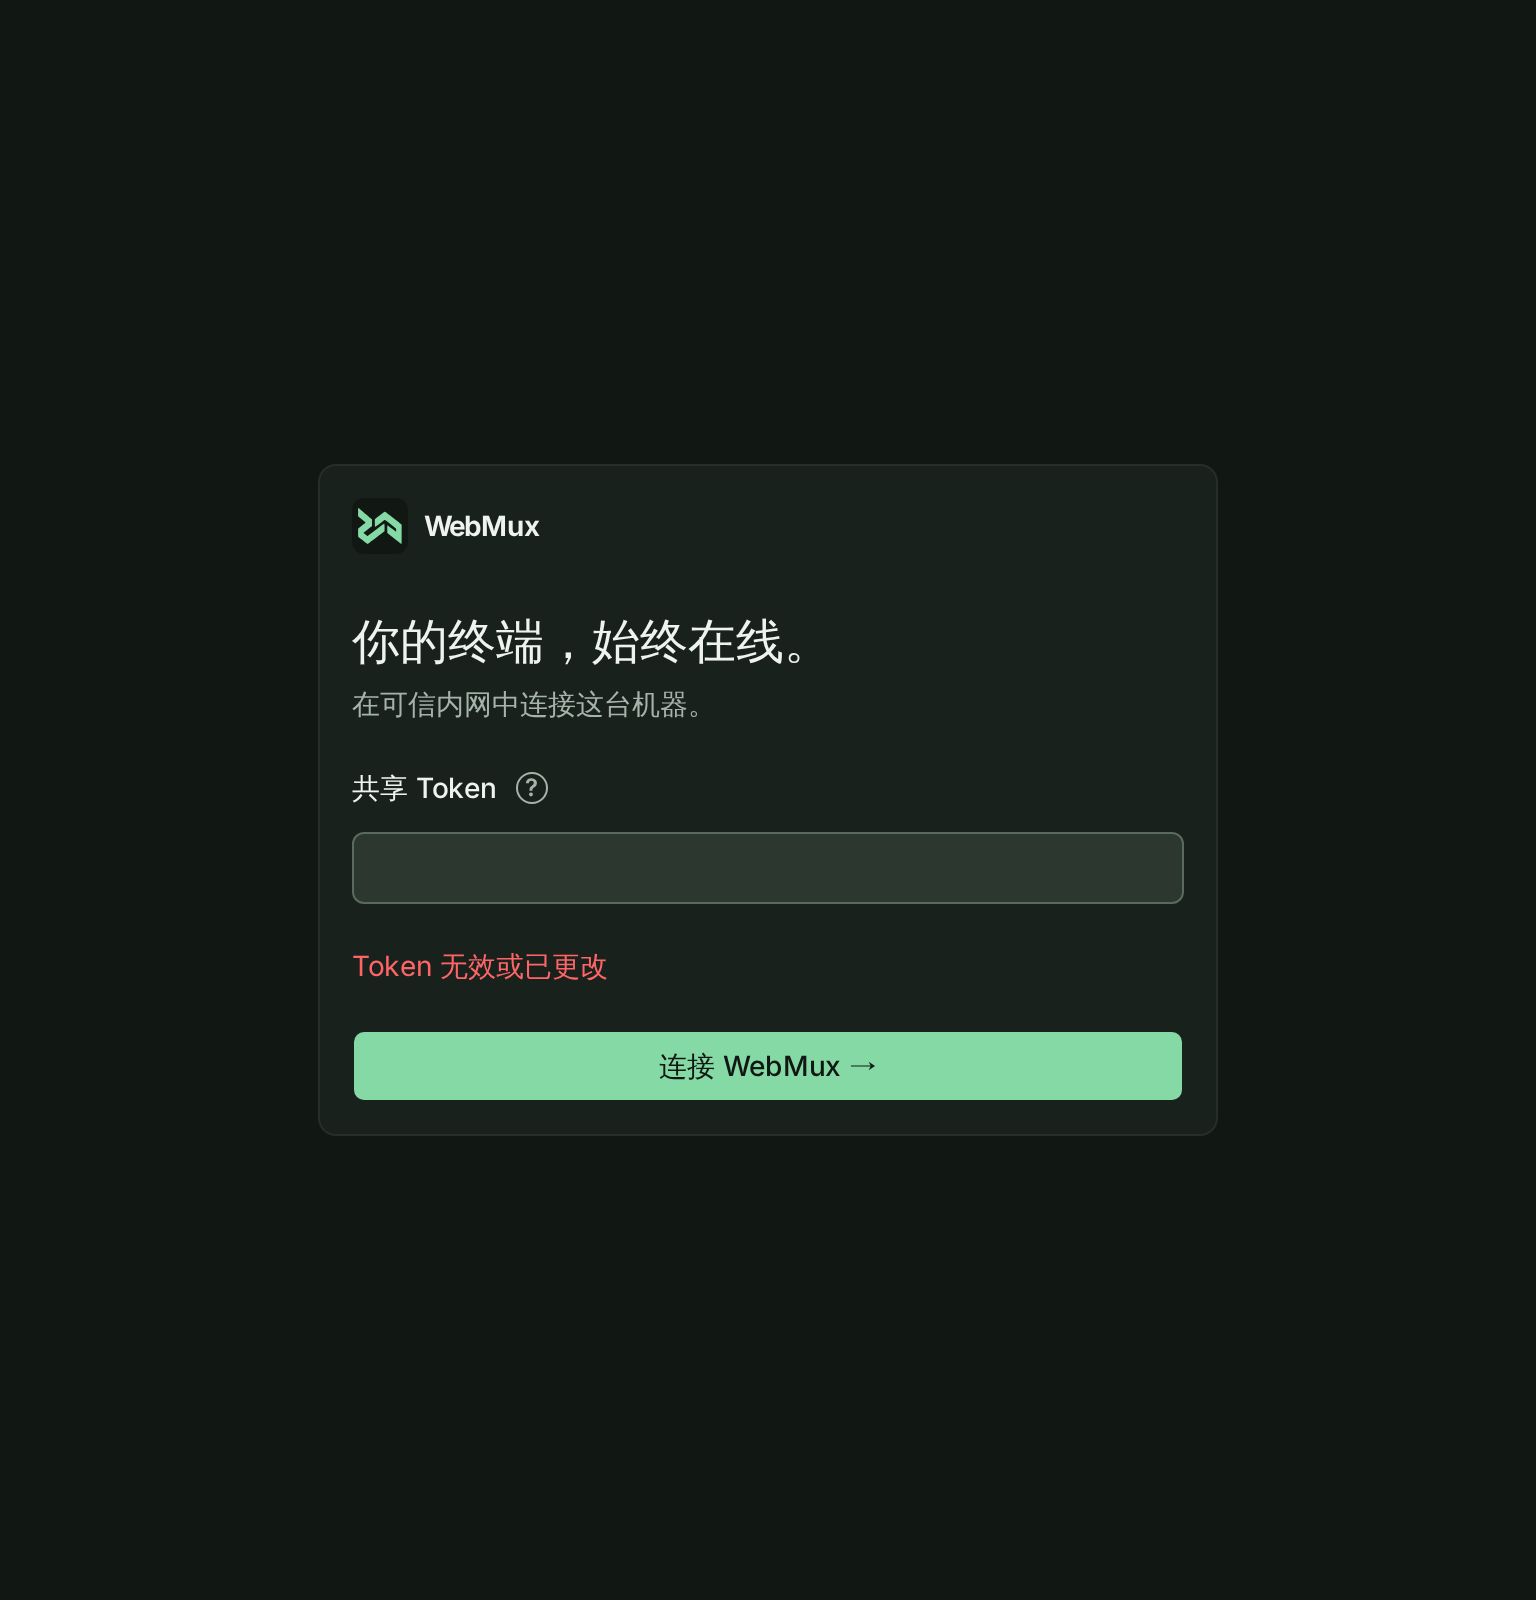 WebMux
你的终端，始终在线。
在可信内网中连接这台机器。
共享 Token ?
Token 无效或已更改
连接 WebMux →